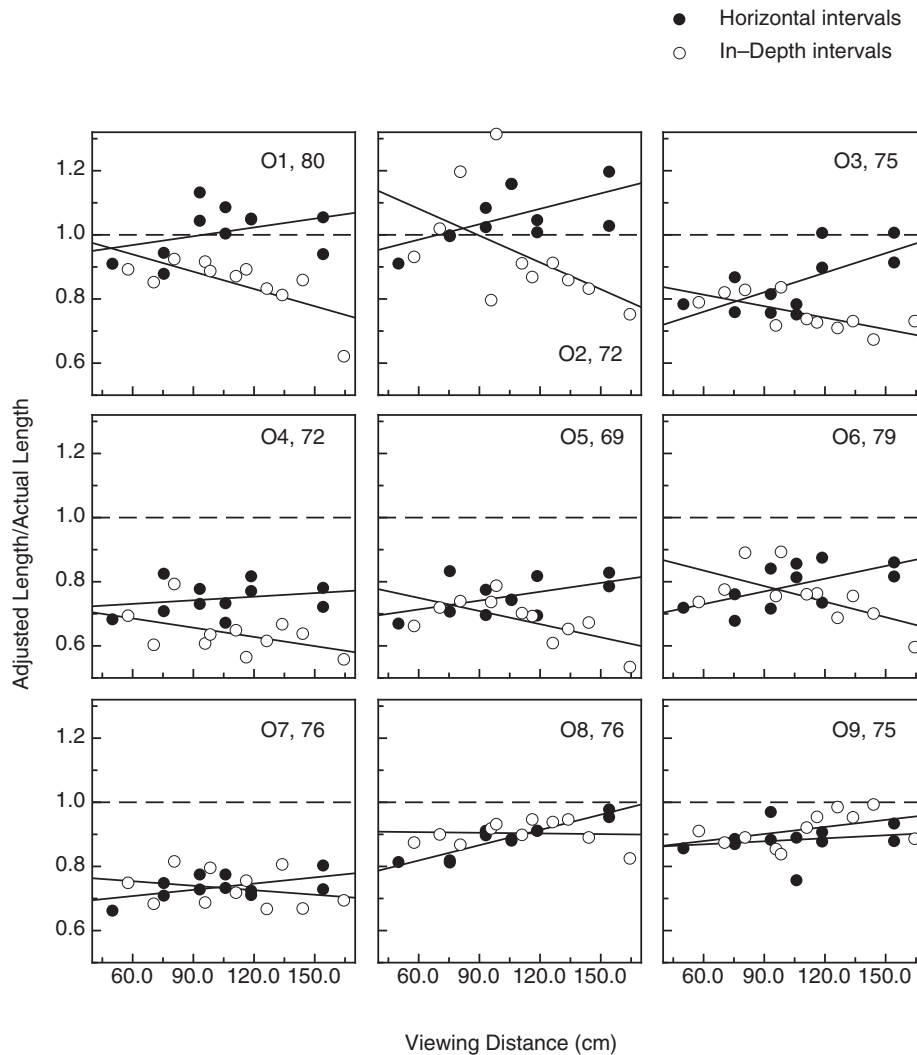 Horizontal intervals
In–Depth intervals
O1, 80
O2, 72
O3, 75
1.2
1.0
0.8
0.6
O4, 72
O5, 69
O6, 79
1.2
1.0
0.8
0.6
O7, 76
O8, 76
O9, 75
1.2
1.0
0.8
0.6
60.0 90.0 120.0 150.0 60.0 90.0 120.0 150.0 60.0 90.0 120.0 150.0
Adjusted Length/Actual Length
Viewing Distance (cm)